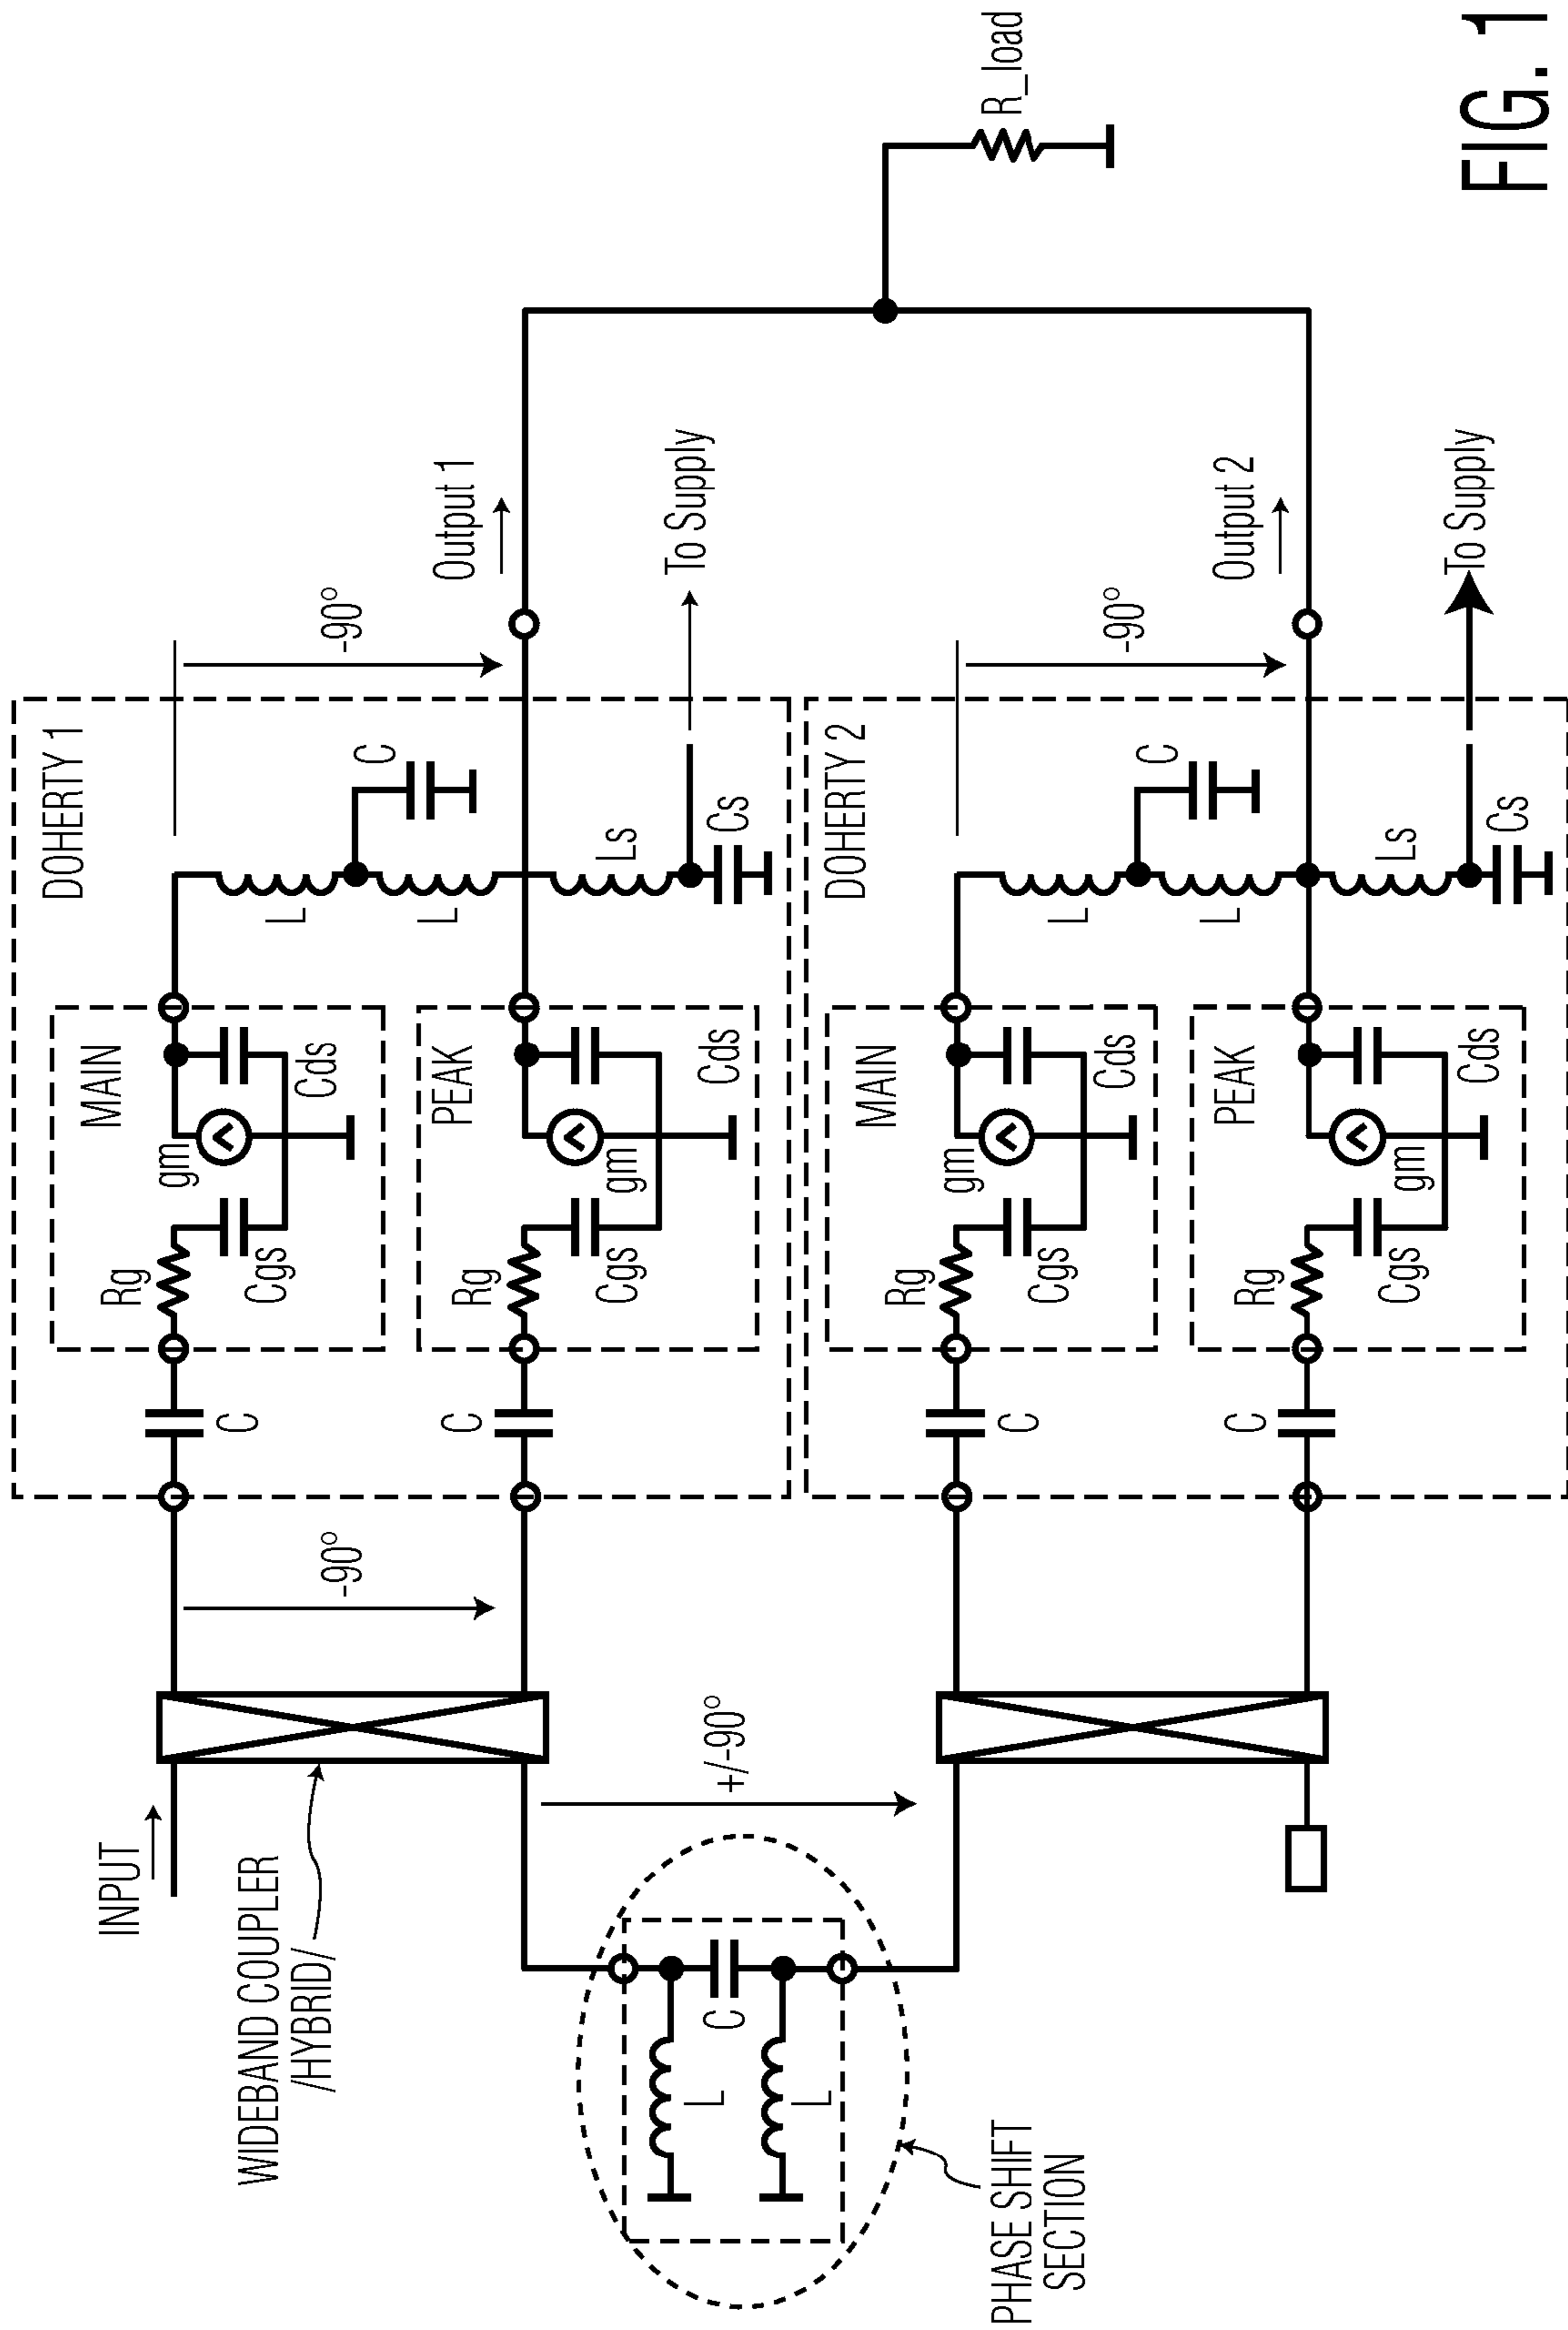 INPUT
WIDEBAND COUPLER
/HYBRID/
-90°
+/-90°
PHASE SHIFT
SECTION
C
L
L
DOHERTY 1
C
MAIN
Rg
Cgs
gm
Cds
C
PEAK
Rg
Cgs
gm
Cds
L
L
C
Ls
Cs
-90°
Output 1
To Supply
DOHERTY 2
C
MAIN
Rg
Cgs
gm
Cds
C
PEAK
Rg
Cgs
gm
Cds
L
L
C
Ls
Cs
-90°
Output 2
To Supply
R_load
FIG. 1